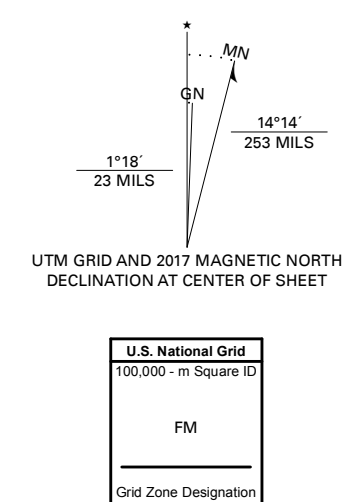 ★
MN
GN
14°14´
253 MILS
1°18´
23 MILS
UTM GRID AND 2017 MAGNETIC NORTH
DECLINATION AT CENTER OF SHEET
U.S. National Grid
100,000 - m Square ID
FM
Grid Zone Designation